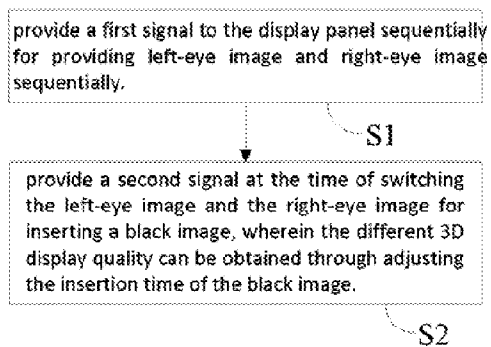 provide a first signal to the display panel sequentially
for providing left-eye image and right-eye image
sequentially.
S1
provide a second signal at the time of switching
the left-eye image and the right-eye image for
inserting a black image, wherein the different 3D
display quality can be obtained through adjusting
the insertion time of the black image.
S2